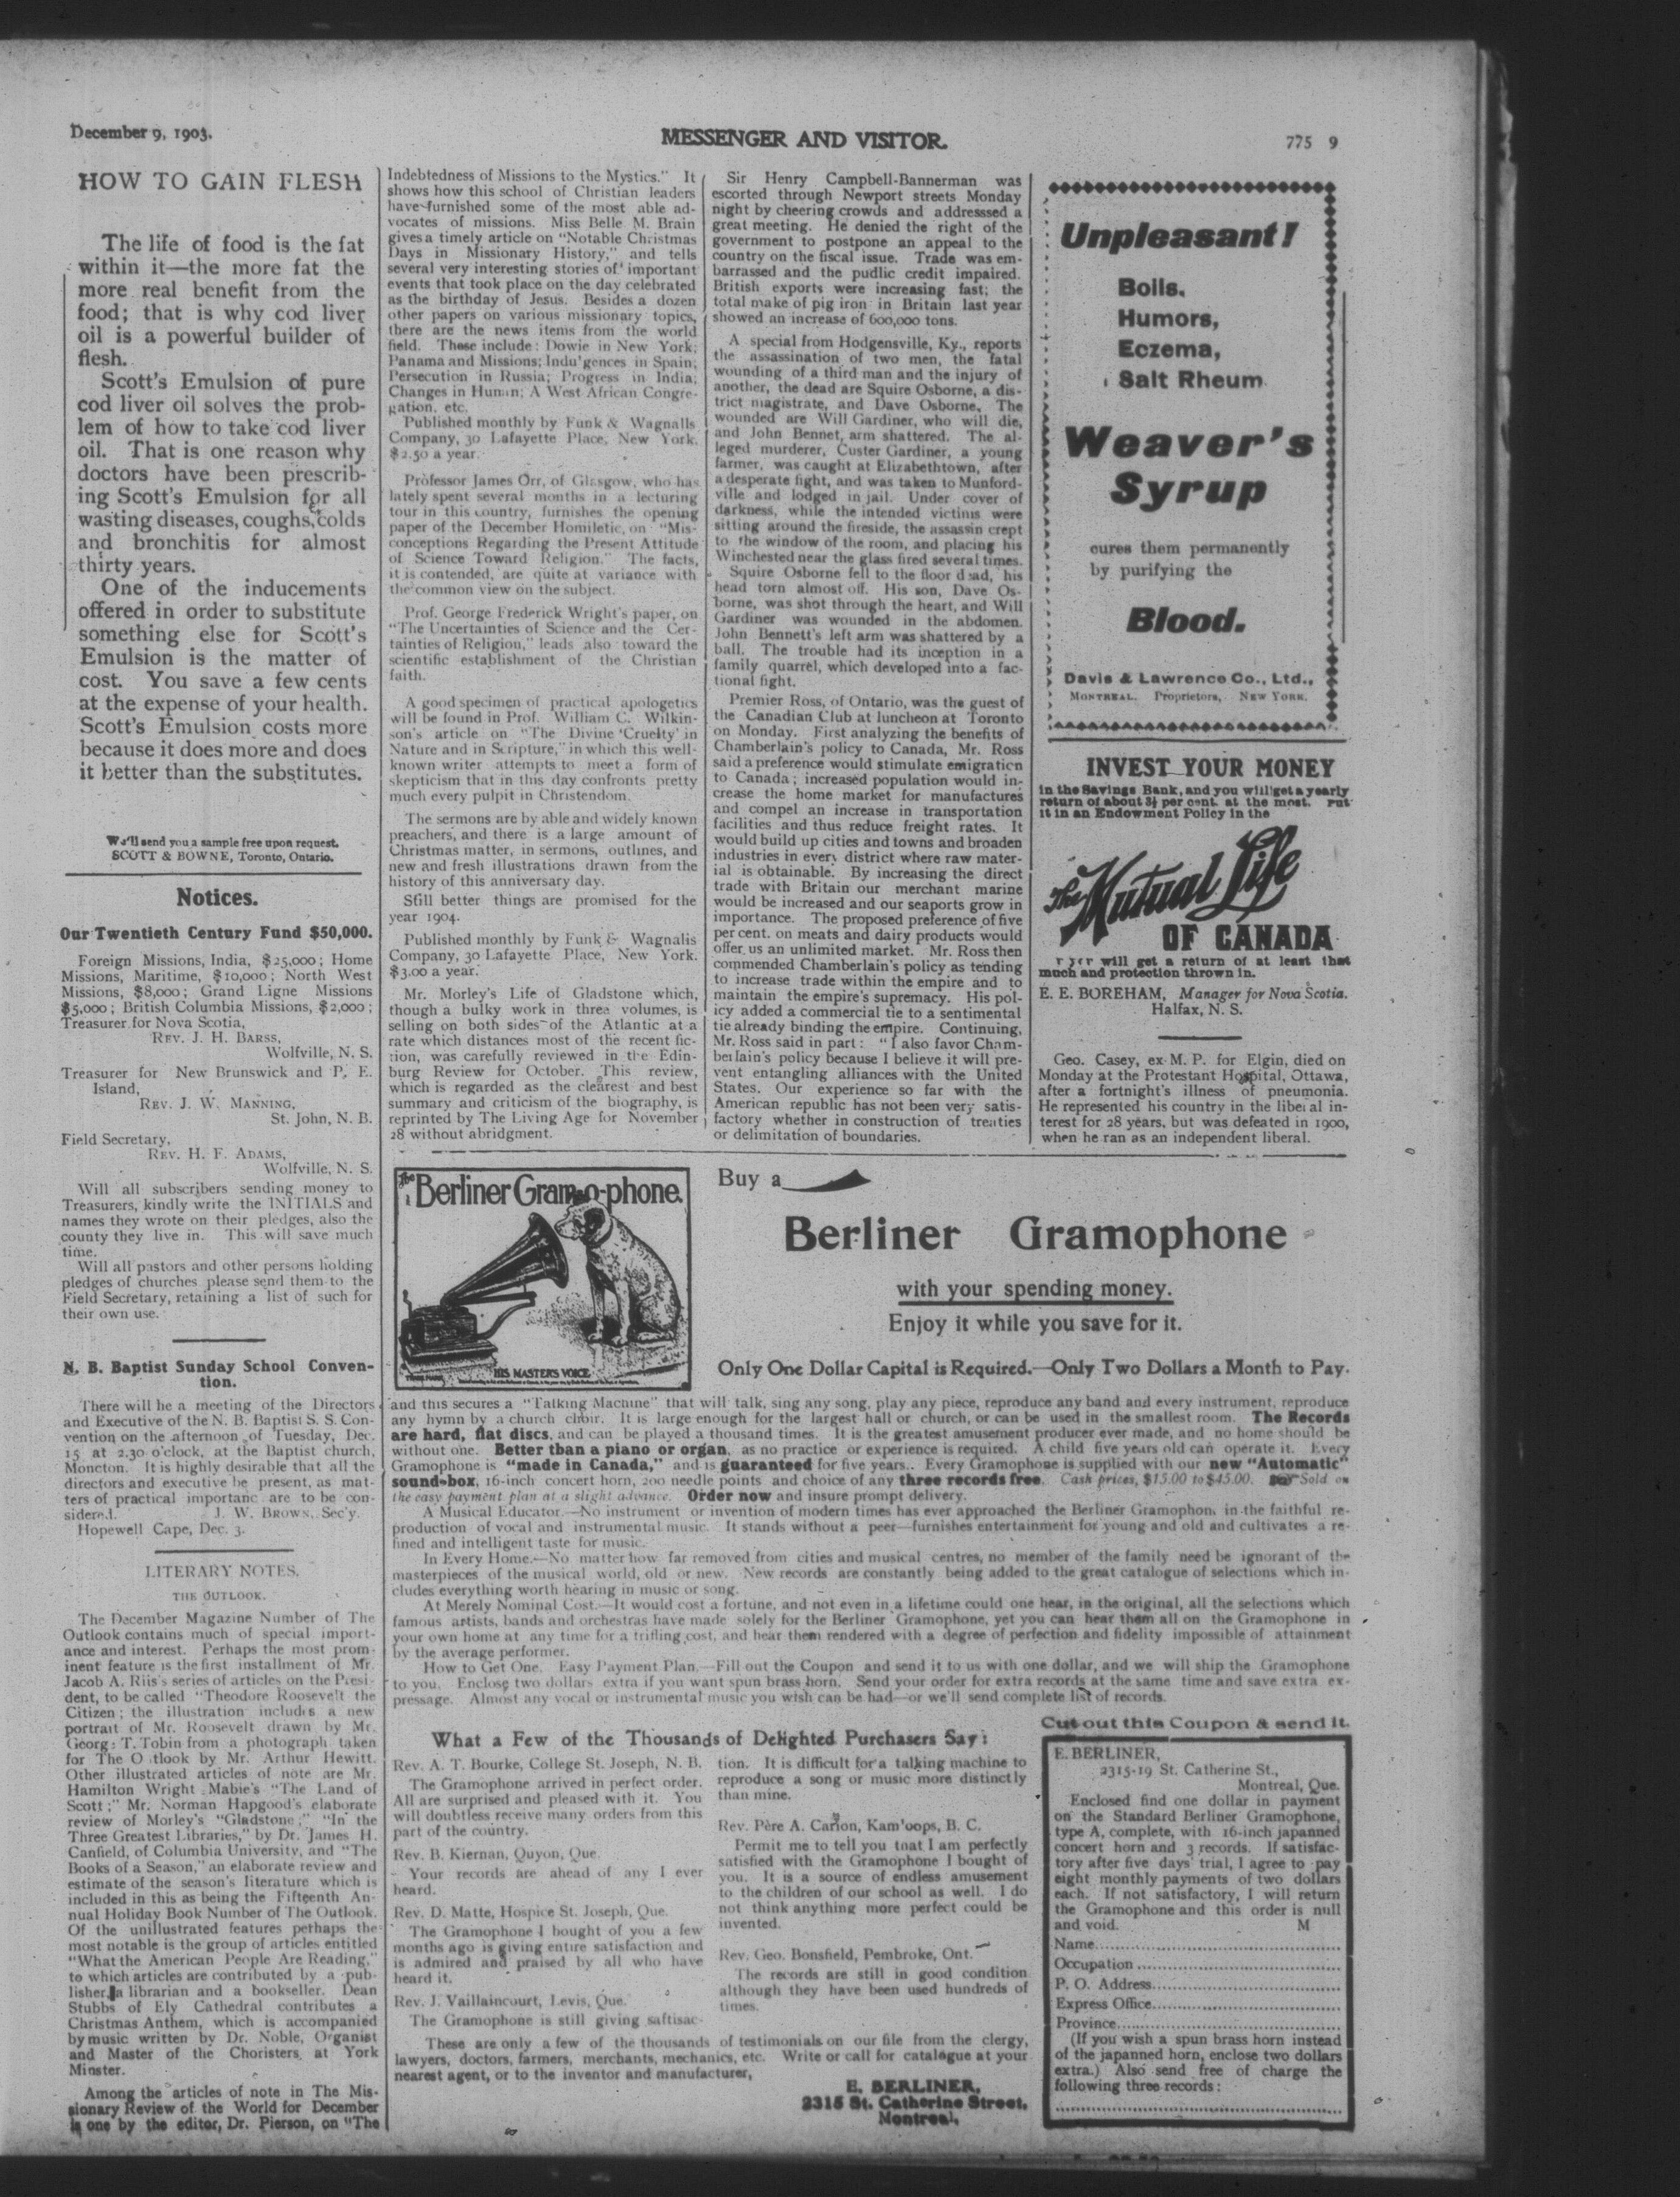 December 9, 1903.
MESSENGER AND VISITOR.
775 9
HOW TO GAIN FLESH
The life of food is the fat
within it—the more fat the
more real benefit from the
food; that is why cod liver
oil is a powerful builder of
flesh.
Scott's Emulsion of pure
cod liver oil solves the prob-
lem of how to take cod liver
oil. That is one reason why
doctors have been prescrib-
ing Scott's Emulsion for all
wasting diseases, coughs, colds
and bronchitis for almost
thirty years.
One of the inducements
offered in order to substitute
something else for Scott's
Emulsion is the matter of
cost. You save a few cents
at the expense of your health.
Scott's Emulsion costs more
because it does more and does
it better than the substitutes.
We'll send you a sample free upon request.
SCOTT & BOWNE, Toronto, Ontario.
Notices.
Our Twentieth Century Fund $50,000.
Foreign Missions, India, $25,000; Home
Missions, Maritime, $10,000; North West
Missions, $8,000; Grand Ligne Missions
$5,000; British Columbia Missions, $2,000;
Treasurer for Nova Scotia,
REV. J. H. BARSS,
Wolfville, N. S.
Treasurer for New Brunswick and P. E.
Island,
REV. J. W. MANNING,
St. John, N. B.
Field Secretary,
REV. H. F. ADAMS,
Wolfville, N. S.
Will all subscribers sending money to
Treasurers, kindly write the INITIALS and
names they wrote on their pledges, also the
county they live in. This will save much
time.
Will all pastors and other persons holding
pledges of churches please send them to the
Field Secretary, retaining a list of such for
their own use.
N. B. Baptist Sunday School Conven-
tion.
There will be a meeting of the Directors
and Executive of the N. B. Baptist S. S. Con-
vention on the afternoon of Tuesday, Dec.
15 at 2.30 o'clock, at the Baptist church,
Moncton. It is highly desirable that all the
directors and executive be present, as mat-
ters of practical importanc are to be con-
sidered. J. W. BROWN, Sec'y.
Hopewell Cape, Dec. 3.
LITERARY NOTES.
THE OUTLOOK.
The December Magazine Number of The
Outlook contains much of special import-
ance and interest. Perhaps the most prom-
inent feature is the first installment of Mr.
Jacob A. Riis's series of articles on the Presi-
dent, to be called "Theodore Roosevelt the
Citizen; the illustration includes a new
portrait of Mr. Roosevelt drawn by Mr.
George T. Tobin from a photograph taken
for The O tlook by Mr. Arthur Hewitt.
Other illustrated articles of note are Mr.
Hamilton Wright Mabie's "The Land of
Scott;" Mr. Norman Hapgood's elaborate
review of Morley's "Gladstone;" "In the
Three Greatest Libraries," by Dr. James H.
Canfield, of Columbia University, and "The
Books of a Season," an elaborate review and
estimate of the season's literature which is
included in this as being the Fifteenth An-
nual Holiday Book Number of The Outlook.
Of the unillustrated features perhaps the
most notable is the group of articles entitled
"What the American People Are Reading,"
to which articles are contributed by a pub-
lisher, a librarian and a bookseller. Dean
Stubbs of Ely Cathedral contributes a
Christmas Anthem, which is accompanied
by music written by Dr. Noble, Organist
and Master of the Choristers at York
Minster.
Among the articles of note in The Mis-
sionary Review of the World for December
is one by the editor, Dr. Pierson, on "The
Indebtedness of Missions to the Mystics." It
shows how this school of Christian leaders
have furnished some of the most able ad-
vocates of missions. Miss Belle M. Brain
gives a timely article on "Notable Christmas
Days in Missionary History," and tells
several very interesting stories of important
events that took place on the day celebrated
as the birthday of Jesus. Besides a dozen
other papers on various missionary topics,
there are the news items from the world
field. These include: Dowie in New York;
Panama and Missions; Indu'gences in Spain;
Persecution in Russia; Progress in India;
Changes in Hunan; A West African Congre-
gation, etc.
Published monthly by Funk & Wagnalls
Company, 30 Lafayette Place, New York.
$2.50 a year.
Professor James Orr, of Glasgow, who has
lately spent several months in a lecturing
tour in this country, furnishes the opening
paper of the December Homiletic, on "Mis-
conceptions Regarding the Present Attitude
of Science Toward Religion." The facts,
it is contended, are quite at variance with
the common view on the subject.
Prof. George Frederick Wright's paper, on
"The Uncertainties of Science and the Cer-
tainties of Religion," leads also toward the
scientific establishment of the Christian
faith.
A good specimen of practical apologetics
will be found in Prof. William C. Wilkin-
son's article on "The Divine 'Cruelty' in
Nature and in Scripture," in which this well-
known writer attempts to meet a form of
skepticism that in this day confronts pretty
much every pulpit in Christendom.
The sermons are by able and widely known
preachers, and there is a large amount of
Christmas matter, in sermons, outlines, and
new and fresh illustrations drawn from the
history of this anniversary day.
Still better things are promised for the
year 1904.
Published monthly by Funk & Wagnalis
Company, 30 Lafayette Place, New York.
$3.00 a year.
Mr. Morley's Life of Gladstone which,
though a bulky work in three volumes, is
selling on both sides of the Atlantic at a
rate which distances most of the recent fic-
tion, was carefully reviewed in the Edin-
burg Review for October. This review,
which is regarded as the clearest and best
summary and criticism of the biography, is
reprinted by The Living Age for November
28 without abridgment.
Sir Henry Campbell-Bannerman was
escorted through Newport streets Monday
night by cheering crowds and addresssed a
great meeting. He denied the right of the
government to postpone an appeal to the
country on the fiscal issue. Trade was em-
barrassed and the pudlic credit impaired.
British exports were increasing fast; the
total make of pig iron in Britain last year
showed an increase of 600,000 tons.
A special from Hodgensville, Ky., reports
the assassination of two men, the fatal
wounding of a third man and the injury of
another, the dead are Squire Osborne, a dis-
trict magistrate, and Dave Osborne. The
wounded are Will Gardiner, who will die,
and John Bennet, arm shattered. The al-
leged murderer, Custer Gardiner, a young
farmer, was caught at Elizabethtown, after
a desperate fight, and was taken to Munford-
ville and lodged in jail. Under cover of
darkness, while the intended victims were
sitting around the fireside, the assassin crept
to the window of the room, and placing his
Winchested near the glass fired several times.
Squire Osborne fell to the floor dead, his
head torn almost off. His son, Dave Os-
borne, was shot through the heart, and Will
Gardiner was wounded in the abdomen.
John Bennett's left arm was shattered by a
ball. The trouble had its inception in a
family quarrel, which developed into a fac-
tional fight.
Premier Ross, of Ontario, was the guest of
the Canadian Club at luncheon at Toronto
on Monday. First analyzing the benefits of
Chamberlain's policy to Canada, Mr. Ross
said a preference would stimulate emigration
to Canada; increased population would in-
crease the home market for manufactures
and compel an increase in transportation
facilities and thus reduce freight rates. It
would build up cities and towns and broaden
industries in every district where raw mater-
ial is obtainable. By increasing the direct
trade with Britain our merchant marine
would be increased and our seaports grow in
importance. The proposed preference of five
per cent. on meats and dairy products would
offer us an unlimited market. Mr. Ross then
commended Chamberlain's policy as tending
to increase trade within the empire and to
maintain the empire's supremacy. His pol-
icy added a commercial tie to a sentimental
tie already binding the empire. Continuing,
Mr. Ross said in part: "I also favor Cham-
berlain's policy because I believe it will pre-
vent entangling alliances with the United
States. Our experience so far with the
American republic has not been very satis-
factory whether in construction of treaties
or delimitation of boundaries.
Unpleasant!
Boils.
Humors,
Eczema,
Salt Rheum
Weaver's
Syrup
cures them permanently
by purifying the
Blood.
Davis & Lawrence Co., Ltd.,
MONTREAL. Proprietors, NEW YORK.
INVEST YOUR MONEY
in the Savings Bank, and you will get a yearly
return of about 3½ per cent. at the most. Put
it in an Endowment Policy in the
The Mutual Life
OF CANADA
will get a return of at least that
much and protection thrown in.
E. E. BOREHAM, Manager for Nova Scotia.
Halfax, N. S.
Geo. Casey, ex-M. P. for Elgin, died on
Monday at the Protestant Hospital, Ottawa,
after a fortnight's illness of pneumonia.
He represented his country in the liberal in-
terest for 28 years, but was defeated in 1900,
when he ran as an independent liberal.
The Berliner Gram-o-phone.
HIS MASTERS VOICE
Buy a
Berliner Gramophone
with your spending money.
Enjoy it while you save for it.
Only One Dollar Capital is Required.—Only Two Dollars a Month to Pay.
and this secures a "Talking Machine" that will talk, sing any song, play any piece, reproduce any band and every instrument, reproduce
any hymn by a church choir. It is large enough for the largest hall or church, or can be used in the smallest room. The Records
are hard, flat discs, and can be played a thousand times. It is the greatest amusement producer ever made, and no home should be
without one. Better than a piano or organ, as no practice or experience is required. A child five years old can operate it. Every
Gramophone is "made in Canada," and is guaranteed for five years. Every Gramophone is supplied with our new "Automatic"
sound-box, 16-inch concert horn, 200 needle points and choice of any three records free. Cash prices, $15.00 to $45.00. Sold on
the easy payment plan at a slight advance. Order now and insure prompt delivery.
A Musical Educator.—No instrument or invention of modern times has ever approached the Berliner Gramophon in the faithful re-
production of vocal and instrumental music. It stands without a peer—furnishes entertainment for young and old and cultivates a re-
fined and intelligent taste for music.
In Every Home.—No matter how far removed from cities and musical centres, no member of the family need be ignorant of the
masterpieces of the musical world, old or new. New records are constantly being added to the great catalogue of selections which in-
cludes everything worth hearing in music or song.
At Merely Nominal Cost.—It would cost a fortune, and not even in a lifetime could one hear, in the original, all the selections which
famous artists, bands and orchestras have made solely for the Berliner Gramophone, yet you can hear them all on the Gramophone in
your own home at any time for a trifling cost, and hear them rendered with a degree of perfection and fidelity impossible of attainment
by the average performer.
How to Get One. Easy Payment Plan.—Fill out the Coupon and send it to us with one dollar, and we will ship the Gramophone
to you. Enclose two dollars extra if you want spun brass horn. Send your order for extra records at the same time and save extra ex-
pressage. Almost any vocal or instrumental music you wish can be had—or we'll send complete list of records.
What a Few of the Thousands of Delighted Purchasers Say:
Rev. A. T. Bourke, College St. Joseph, N. B.
The Gramophone arrived in perfect order.
All are surprised and pleased with it. You
will doubtless receive many orders from this
part of the country.
Rev. B. Kiernan, Quyon, Que.
Your records are ahead of any I ever
heard.
Rev. D. Matte, Hospice St. Joseph, Que.
The Gramophone I bought of you a few
months ago is giving entire satisfaction and
is admired and praised by all who have
heard it.
Rev. J. Vaillaincourt, Levis, Que.
The Gramophone is still giving saftisac-
tion. It is difficult for a talking machine to
reproduce a song or music more distinctly
than mine.
Rev. Père A. Carion, Kam'oops, B. C.
Permit me to tell you that I am perfectly
satisfied with the Gramophone I bought of
you. It is a source of endless amusement
to the children of our school as well. I do
not think anything more perfect could be
invented.
Rev. Geo. Bonsfield, Pembroke, Ont.
The records are still in good condition
although they have been used hundreds of
times.
These are only a few of the thousands of testimonials on our file from the clergy,
lawyers, doctors, farmers, merchants, mechanics, etc. Write or call for catalogue at your
nearest agent, or to the inventor and manufacturer,
E. BERLINER,
2315 St. Catherine Street.
Montreal.
Cut out this Coupon & send it.
E. BERLINER,
2315-19 St. Catherine St.,
Montreal, Que.
Enclosed find one dollar in payment
on the Standard Berliner Gramophone,
type A, complete, with 16-inch japanned
concert horn and 3 records. If satisfac-
tory after five days' trial, I agree to pay
eight monthly payments of two dollars
each. If not satisfactory, I will return
the Gramophone and this order is null
and void. M
Name
Occupation
P. O. Address
Express Office
Province
(If you wish a spun brass horn instead
of the japanned horn, enclose two dollars
extra.) Also send free of charge the
following three records: